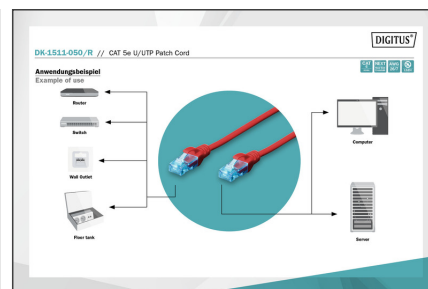 DIGITUS®
DK-1511-050/R // CAT 5e U/UTP Patch Cord
Anwendungsbeispiel
Example of use
Router
Switch
Wall Outlet
Floor tank
Computer
Server